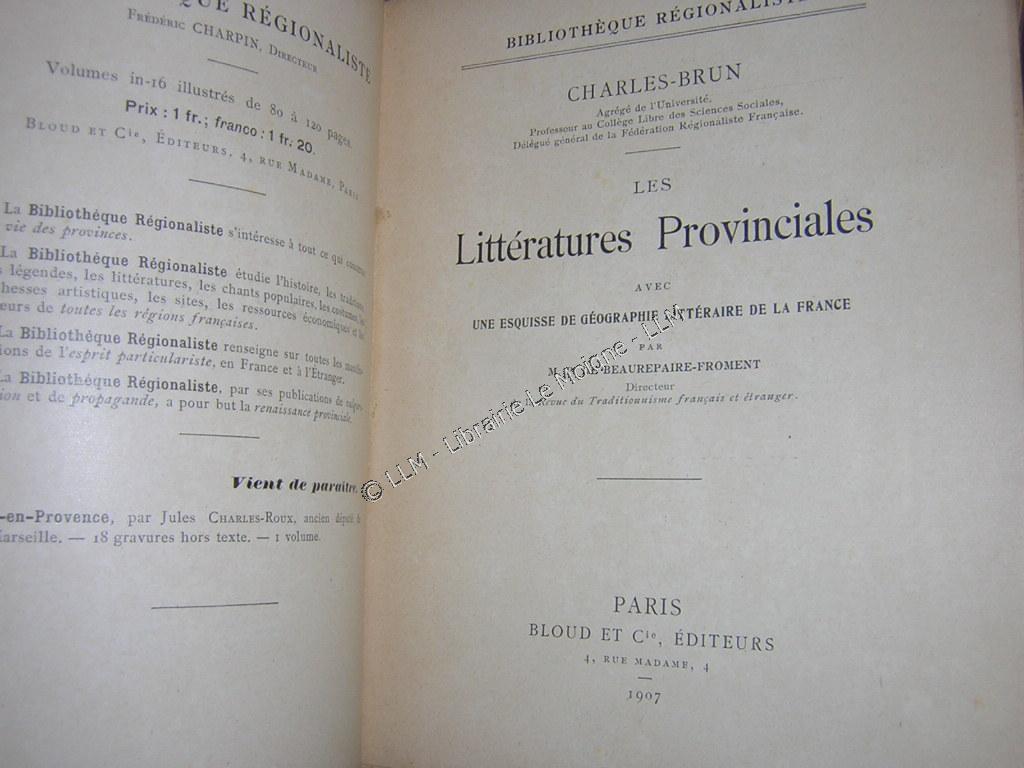 QUE RÉGIONALISTE
FRÉDÉRIC CHARPIN, DIRECTEUR
Volumes in-16 illustrés de 80 à 120 pages.
Prix : 1 fr.; franco : 1 fr. 20.
BLOUD ET Cie, ÉDITEURS, 4, RUE MADAME, PARIS
La Bibliothèque Régionaliste s'intéresse à tout ce qui
vie des provinces.
La Bibliothèque Régionaliste étudie l'histoire, les traditions
légendes, les littératures, les chants populaires, les costumes,
hesses artistiques, les sites, les ressources économiques et
eurs de toutes les régions françaises.
La Bibliothèque Régionaliste renseigne sur toutes les
ions de l'esprit particulariste, en France et à l'Étranger.
La Bibliothèque Régionaliste, par ses publications de
ion et de propagande, a pour but la renaissance provinciale.
Vient de paraître.
-en-Provence, par Jules CHARLES-ROUX, ancien député de
arseille. — 18 gravures hors texte. — 1 volume.
BIBLIOTHÈQUE RÉGIONALISTE
CHARLES-BRUN
Agrégé de l'Université.
Professeur au Collège Libre des Sciences Sociales,
Délégué général de la Fédération Régionaliste Française.
LES
Littératures Provinciales
AVEC
UNE ESQUISSE DE GÉOGRAPHIE LITTÉRAIRE DE LA FRANCE
PAR
M. DE BEAUREPAIRE-FROMENT
Directeur
la Revue du Traditionnisme français et étranger.
PARIS
BLOUD ET Cie, ÉDITEURS
4, RUE MADAME, 4
1907
© LLM - Librairie Le Moigne - LLM